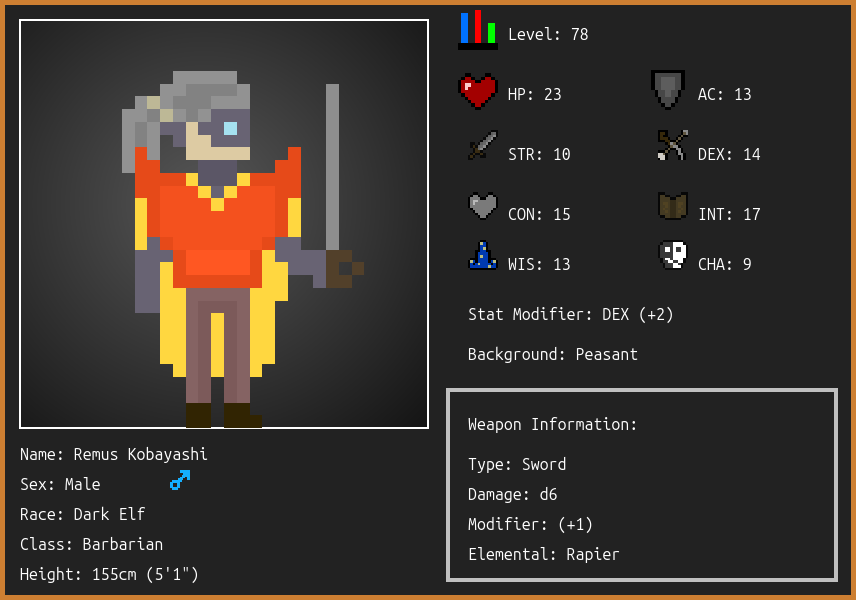 Level: 78
HP: 23
AC: 13
STR: 10
DEX: 14
CON: 15
INT: 17
WIS: 13
CHA: 9
Stat Modifier: DEX (+2)
Background: Peasant
Weapon Information:
Type: Sword
Damage: d6
Modifier: (+1)
Elemental: Rapier
Name: Remus Kobayashi
Sex: Male
Race: Dark Elf
Class: Barbarian
Height: 155cm (5'1")